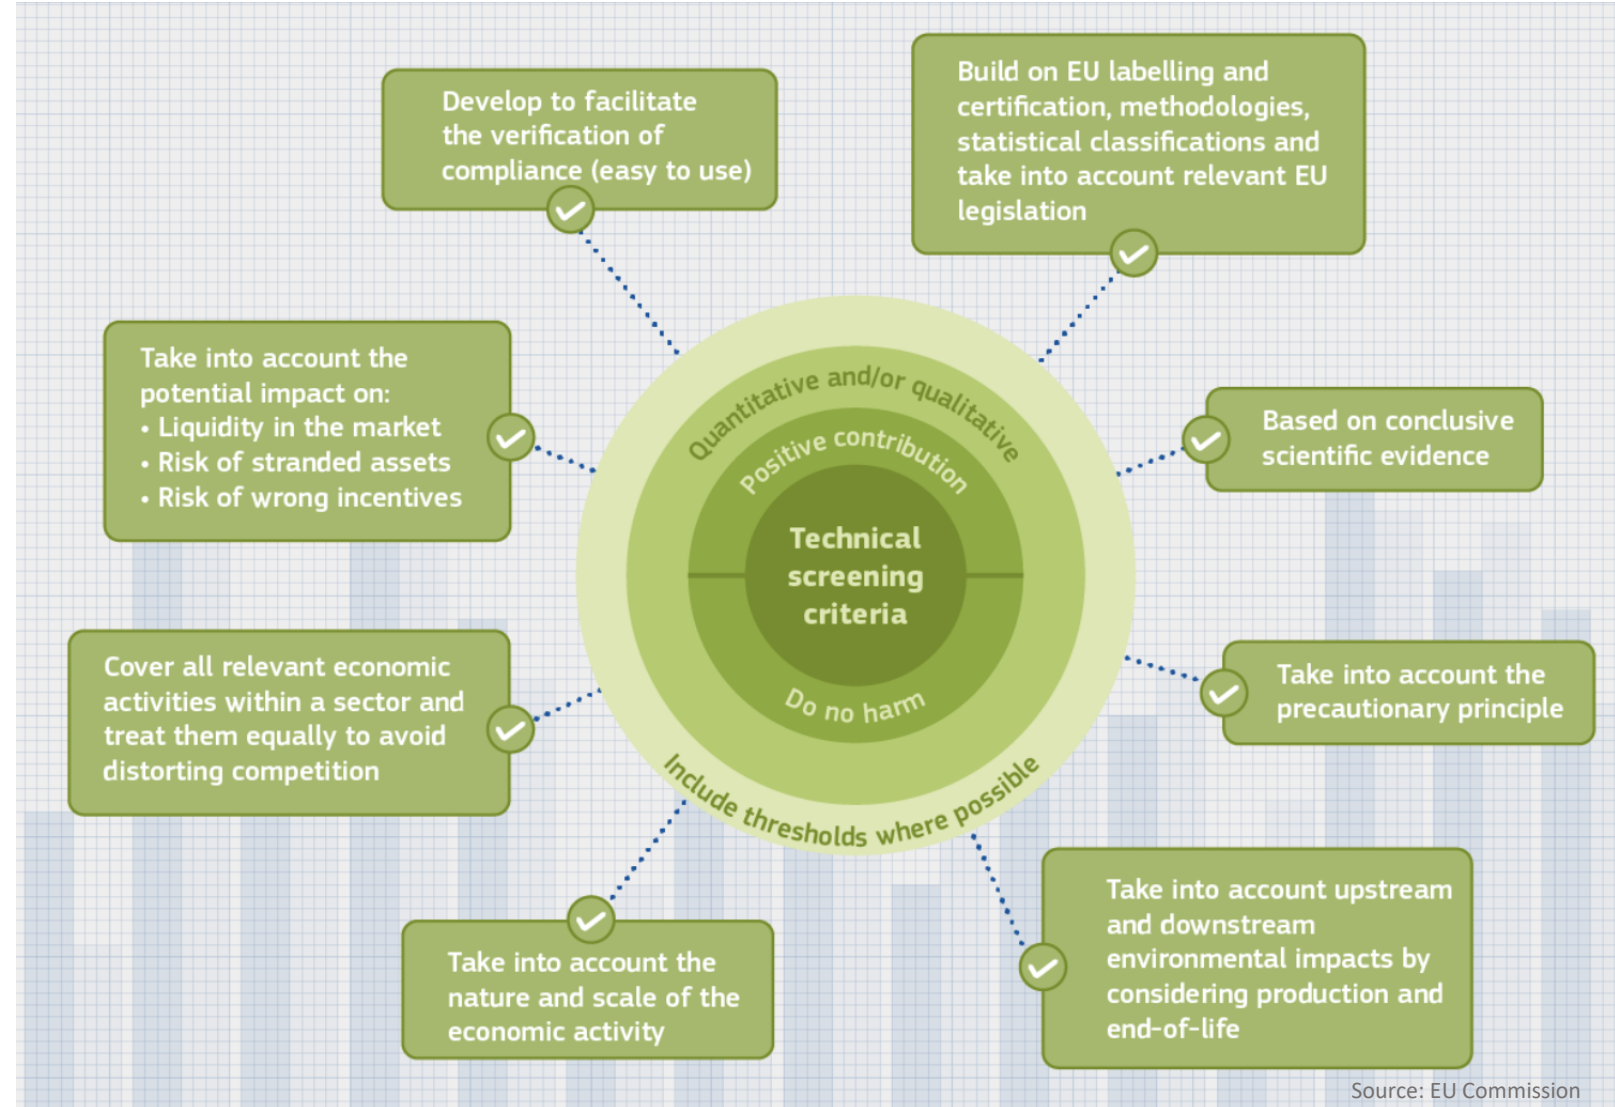 Develop to facilitate
the verification of
compliance (easy to use)
Build on EU labelling and
certification, methodologies,
statistical classifications and
take into account relevant EU
legislation
Take into account the
potential impact on:
• Liquidity in the market
• Risk of stranded assets
• Risk of wrong incentives
Quantitative and/or qualitative
Positive contribution
Technical
screening
criteria
Do no harm
Include thresholds where possible
Based on conclusive
scientific evidence
Cover all relevant economic
activities within a sector and
treat them equally to avoid
distorting competition
Take into account the
precautionary principle
Take into account the
nature and scale of the
economic activity
Take into account upstream
and downstream
environmental impacts by
considering production and
end-of-life
Source: EU Commission